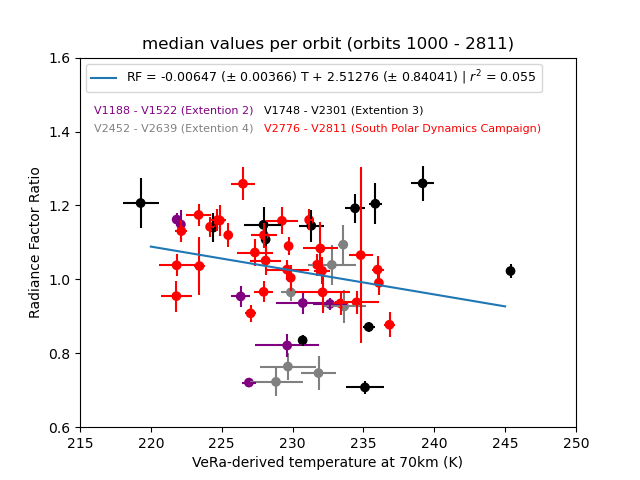 median values per orbit (orbits 1000 - 2811)
RF = -0.00647 (± 0.00366) T + 2.51276 (± 0.84041) | r² = 0.055
V1188 - V1522 (Extention 2) V1748 - V2301 (Extention 3)
V2452 - V2639 (Extention 4) V2776 - V2811 (South Polar Dynamics Campaign)
Radiance Factor Ratio
1.6
1.4
1.2
1.0
0.8
0.6
215 220 225 230 235 240 245 250
VeRa-derived temperature at 70km (K)